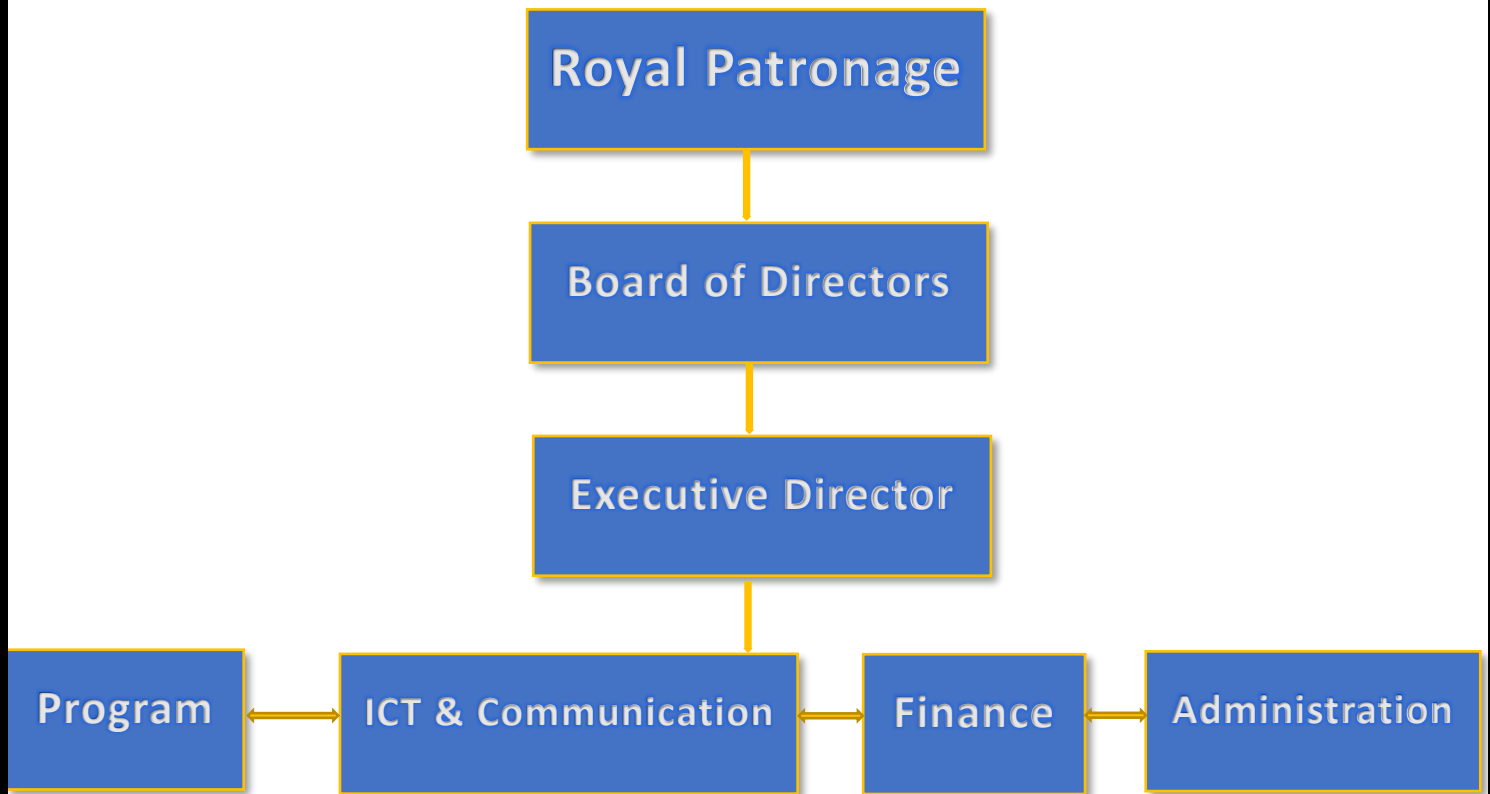 Royal Patronage
Board of Directors
Executive Director
Program
ICT & Communication
Finance
Administration